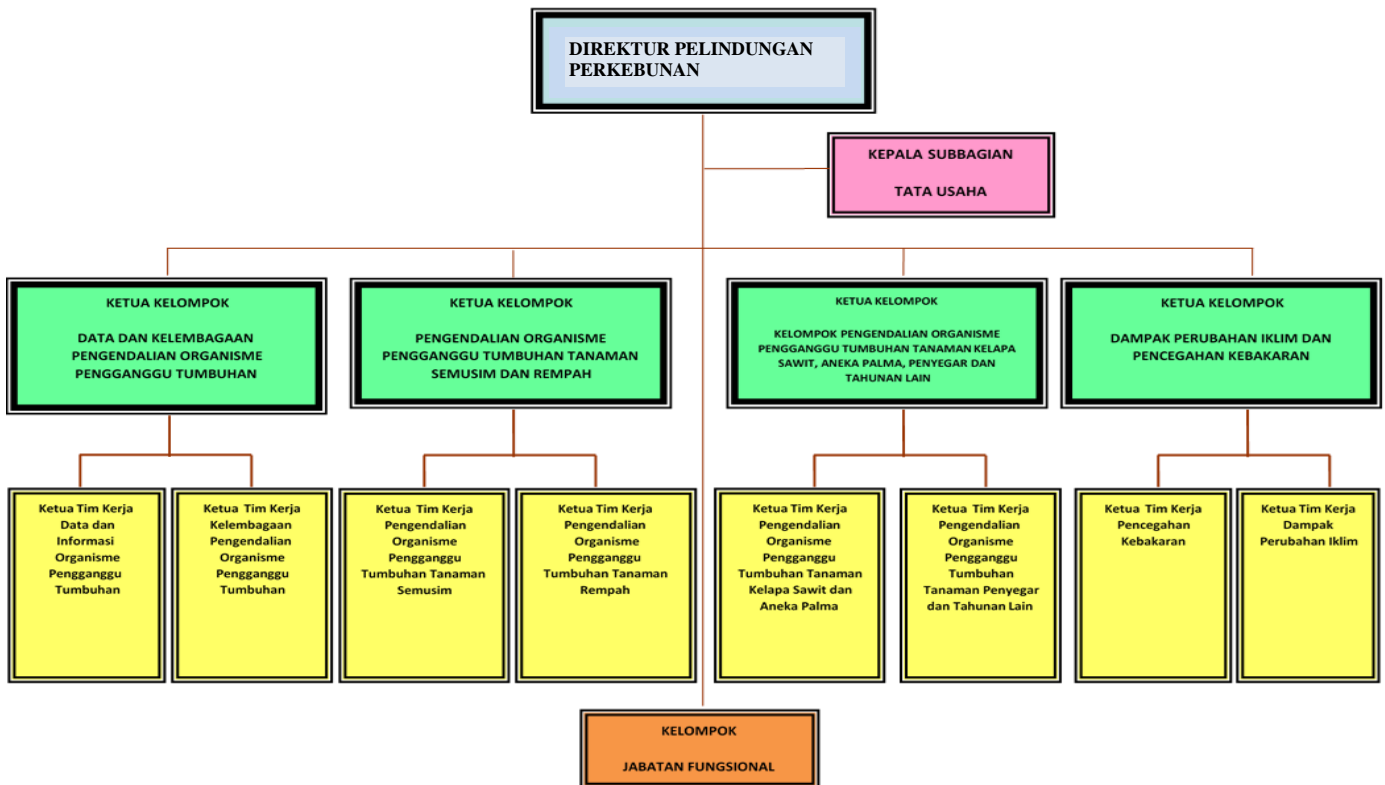 DIREKTUR PELINDUNGAN
PERKEBUNAN
KEPALA SUBBAGIAN
TATA USAHA
KETUA KELOMPOK
DATA DAN KELEMBAGAAN
PENGENDALIAN ORGANISME
PENGGANGGU TUMBUHAN
KETUA KELOMPOK
PENGENDALIAN ORGANISME
PENGGANGGU TUMBUHAN TANAMAN
SEMUSIM DAN REMPAH
KETUA KELOMPOK
KELOMPOK PENGENDALIAN ORGANISME
PENGGANGGU TUMBUHAN TANAMAN KELAPA
SAWIT, ANEKA PALMA, PENYEGAR DAN
TAHUNAN LAIN
KETUA KELOMPOK
DAMPAK PERUBAHAN IKLIM DAN
PENCEGAHAN KEBAKARAN
Ketua Tim Kerja
Data dan
Informasi
Organisme
Pengganggu
Tumbuhan
Ketua Tim Kerja
Kelembagaan
Pengendalian
Organisme
Pengganggu
Tumbuhan
Ketua Tim Kerja
Pengendalian
Organisme
Pengganggu
Tumbuhan Tanaman
Semusim
Ketua Tim Kerja
Pengendalian
Organisme
Pengganggu
Tumbuhan Tanaman
Rempah
Ketua Tim Kerja
Pengendalian
Organisme
Pengganggu
Tumbuhan Tanaman
Kelapa Sawit dan
Aneka Palma
Ketua Tim Kerja
Pengendalian
Organisme
Pengganggu
Tumbuhan
Tanaman Penyegar
dan Tahunan Lain
Ketua Tim Kerja
Pencegahan
Kebakaran
Ketua Tim Kerja
Dampak
Perubahan Iklim
KELOMPOK
JABATAN FUNGSIONAL